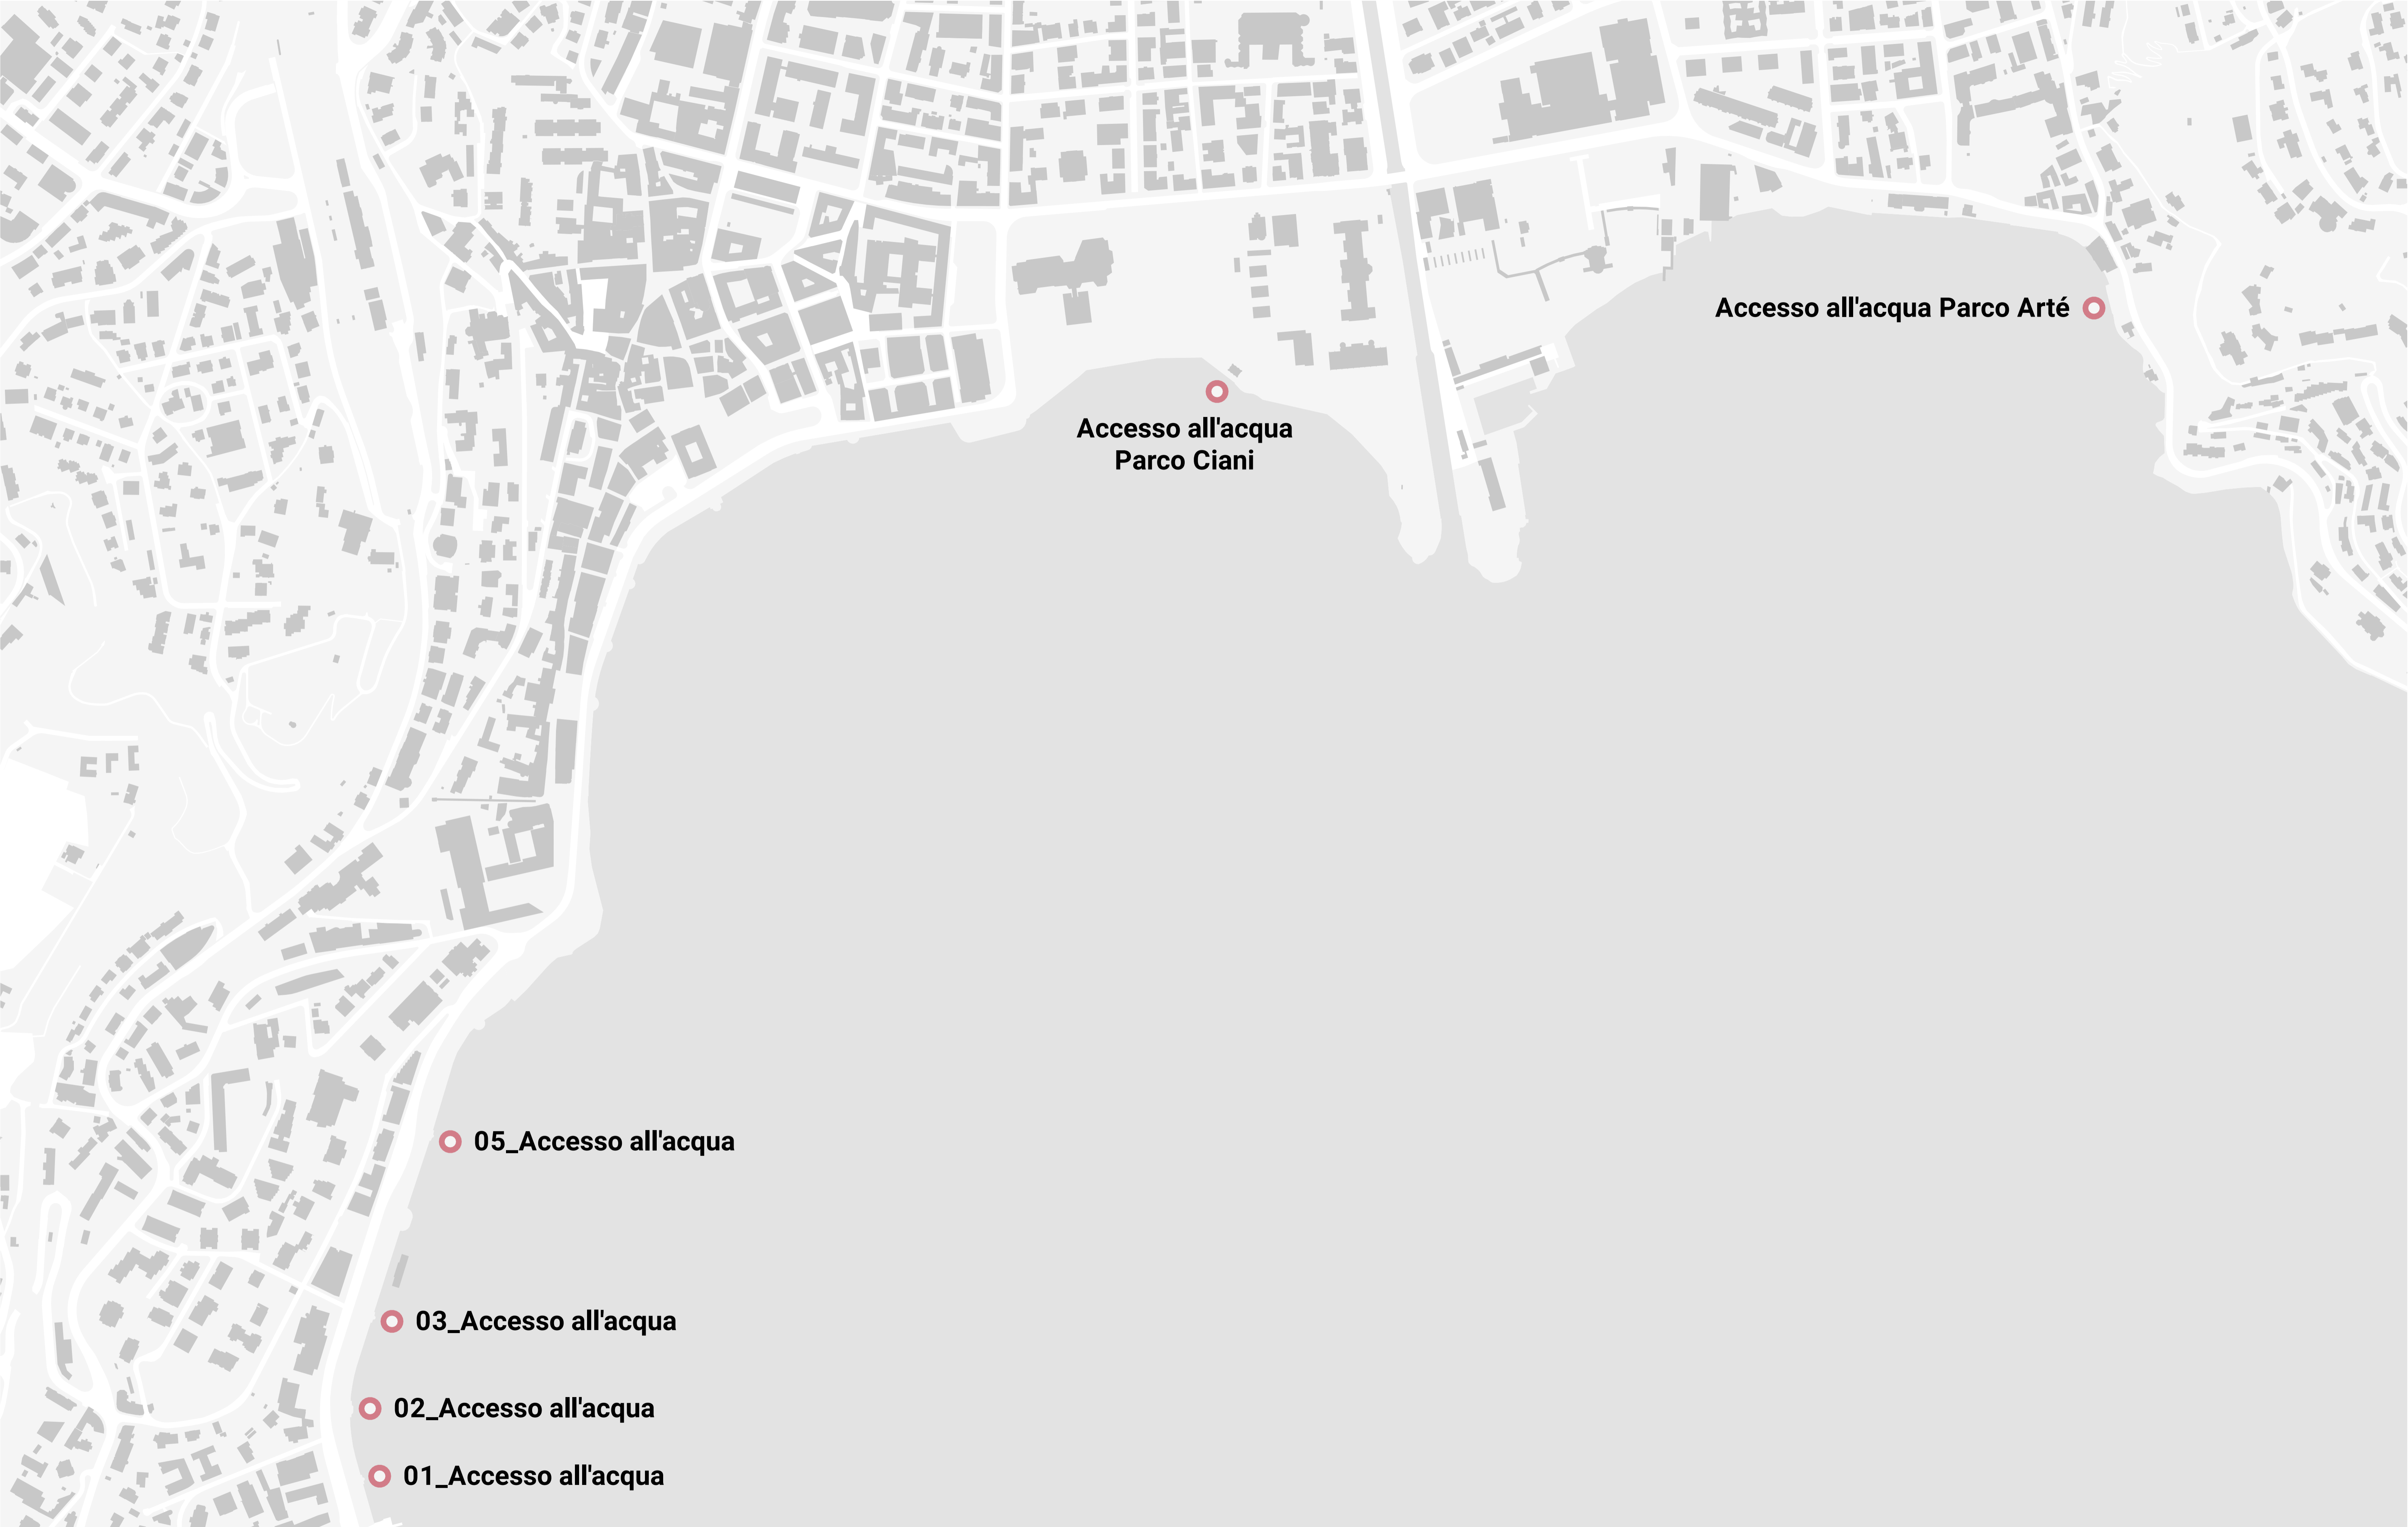 Accesso all'acqua Parco Arté
Accesso all'acqua
Parco Ciani
05_Accesso all'acqua
03_Accesso all'acqua
02_Accesso all'acqua
01_Accesso all'acqua